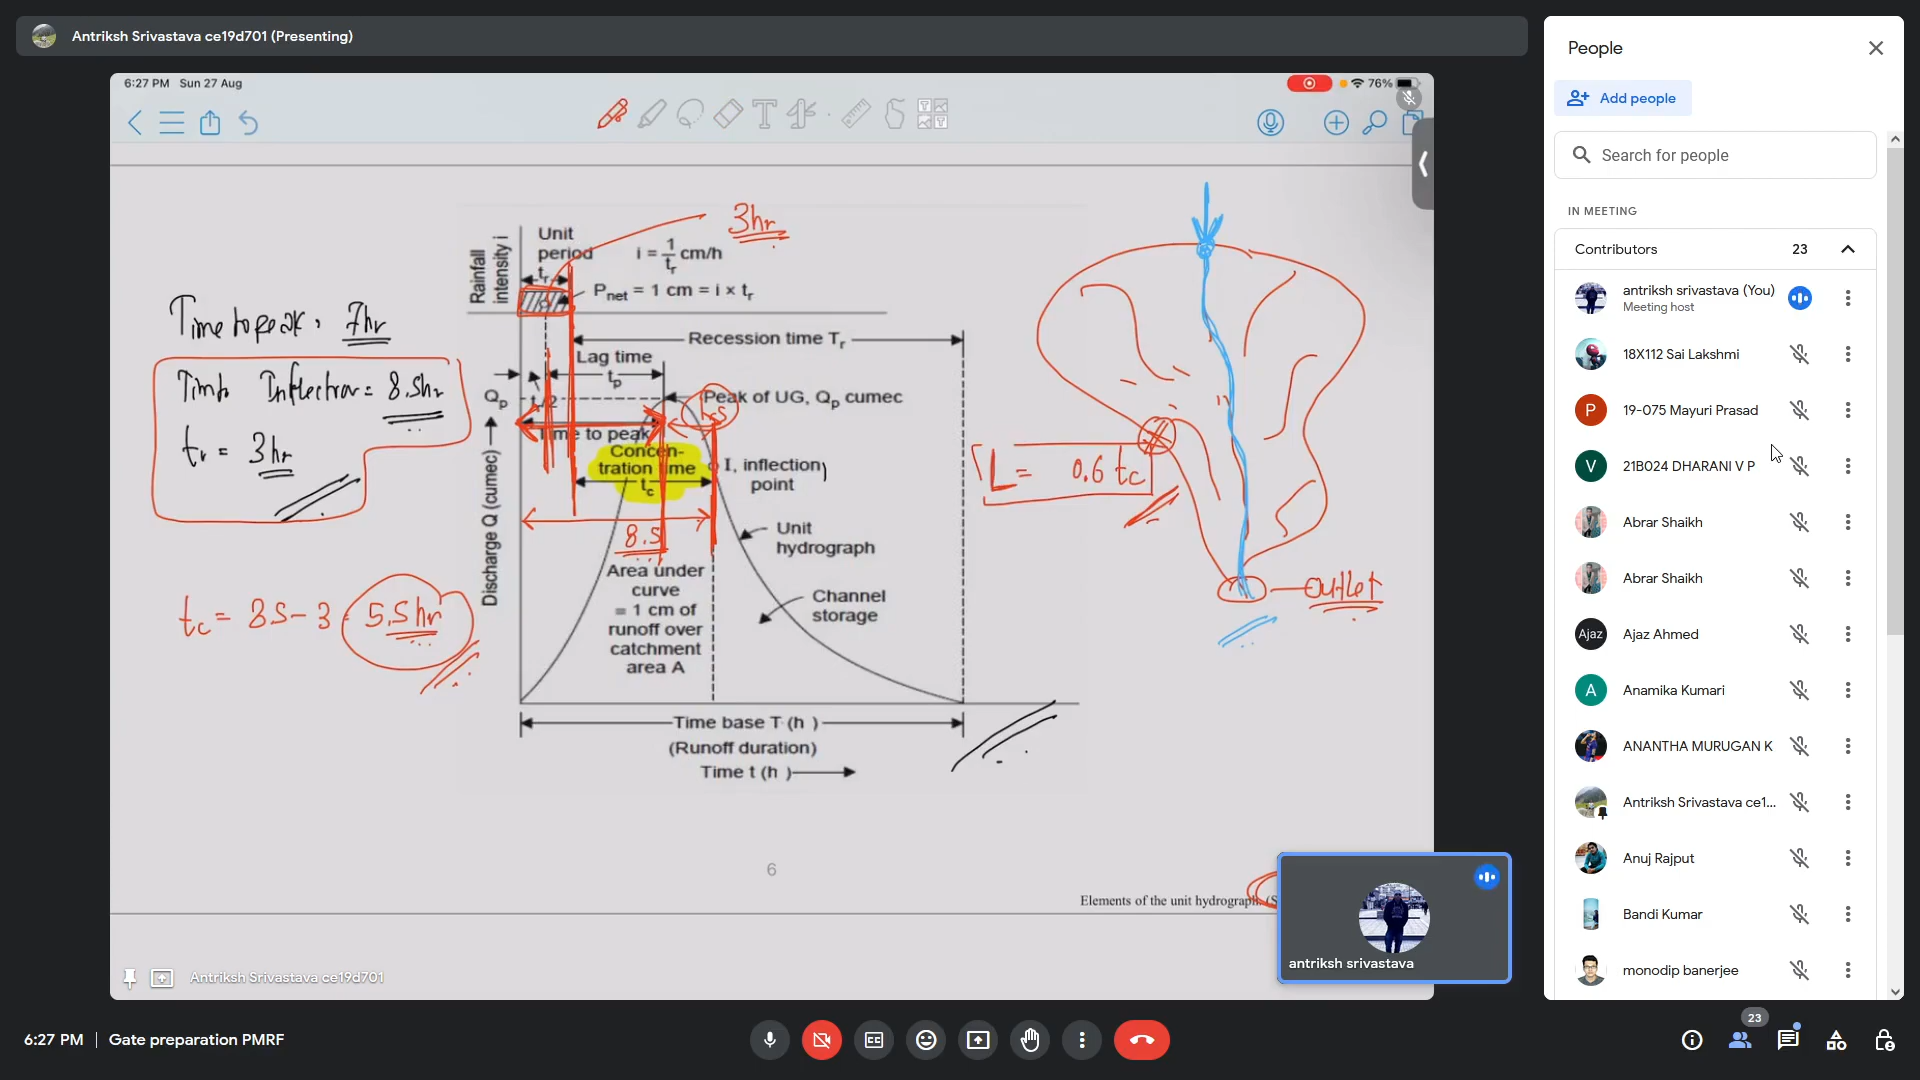 Antriksh Srivastava ce19d701 (Presenting)
6:27 PM Sun 27 Aug
76%
3hr
Unit
period
tr
i = 1/tr cm/h
Pnet = 1 cm = i × tr
Rainfall
intensity i
Time to peak = 7hr
Time to Inflection = 8.5hr
tr = 3hr
tc = 8.5 - 3 = 5.5hr
Recession time Tr
Lag time
tp
Qp
tr/2
Peak of UG, Qp cumec
1.5
Time to peak
Concen-
tration time
tc
I, inflection
point
8.5
Unit
hydrograph
Discharge Q (cumec)
Area under
curve
= 1 cm of
runoff over
catchment
area A
Channel
storage
Time base T (h)
(Runoff duration)
Time t (h)
L = 0.6 tc
outlet
6
Elements of the unit hydrograph. (S
Antriksh Srivastava ce19d701
antriksh srivastava
People
Add people
Search for people
IN MEETING
Contributors 23
antriksh srivastava (You)
Meeting host
18X112 Sai Lakshmi
P 19-075 Mayuri Prasad
V 21B024 DHARANI V P
Abrar Shaikh
Abrar Shaikh
Ajaz Ajaz Ahmed
A Anamika Kumari
ANANTHA MURUGAN K
Antriksh Srivastava ce1...
Anuj Rajput
Bandi Kumar
monodip banerjee
6:27 PM | Gate preparation PMRF
23